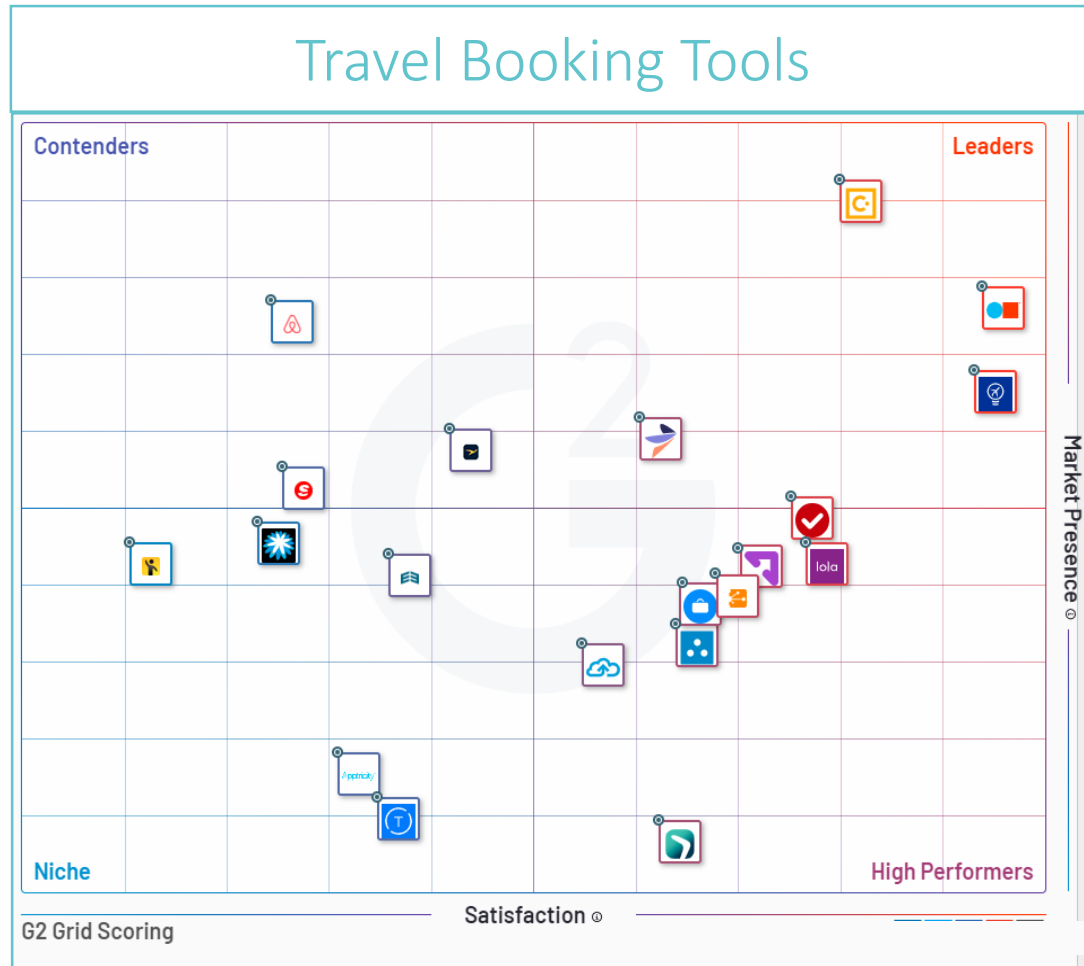 Travel Booking Tools
Contenders
Leaders
lola
Apptricity
Niche
High Performers
Market Presence
Satisfaction
G2 Grid Scoring